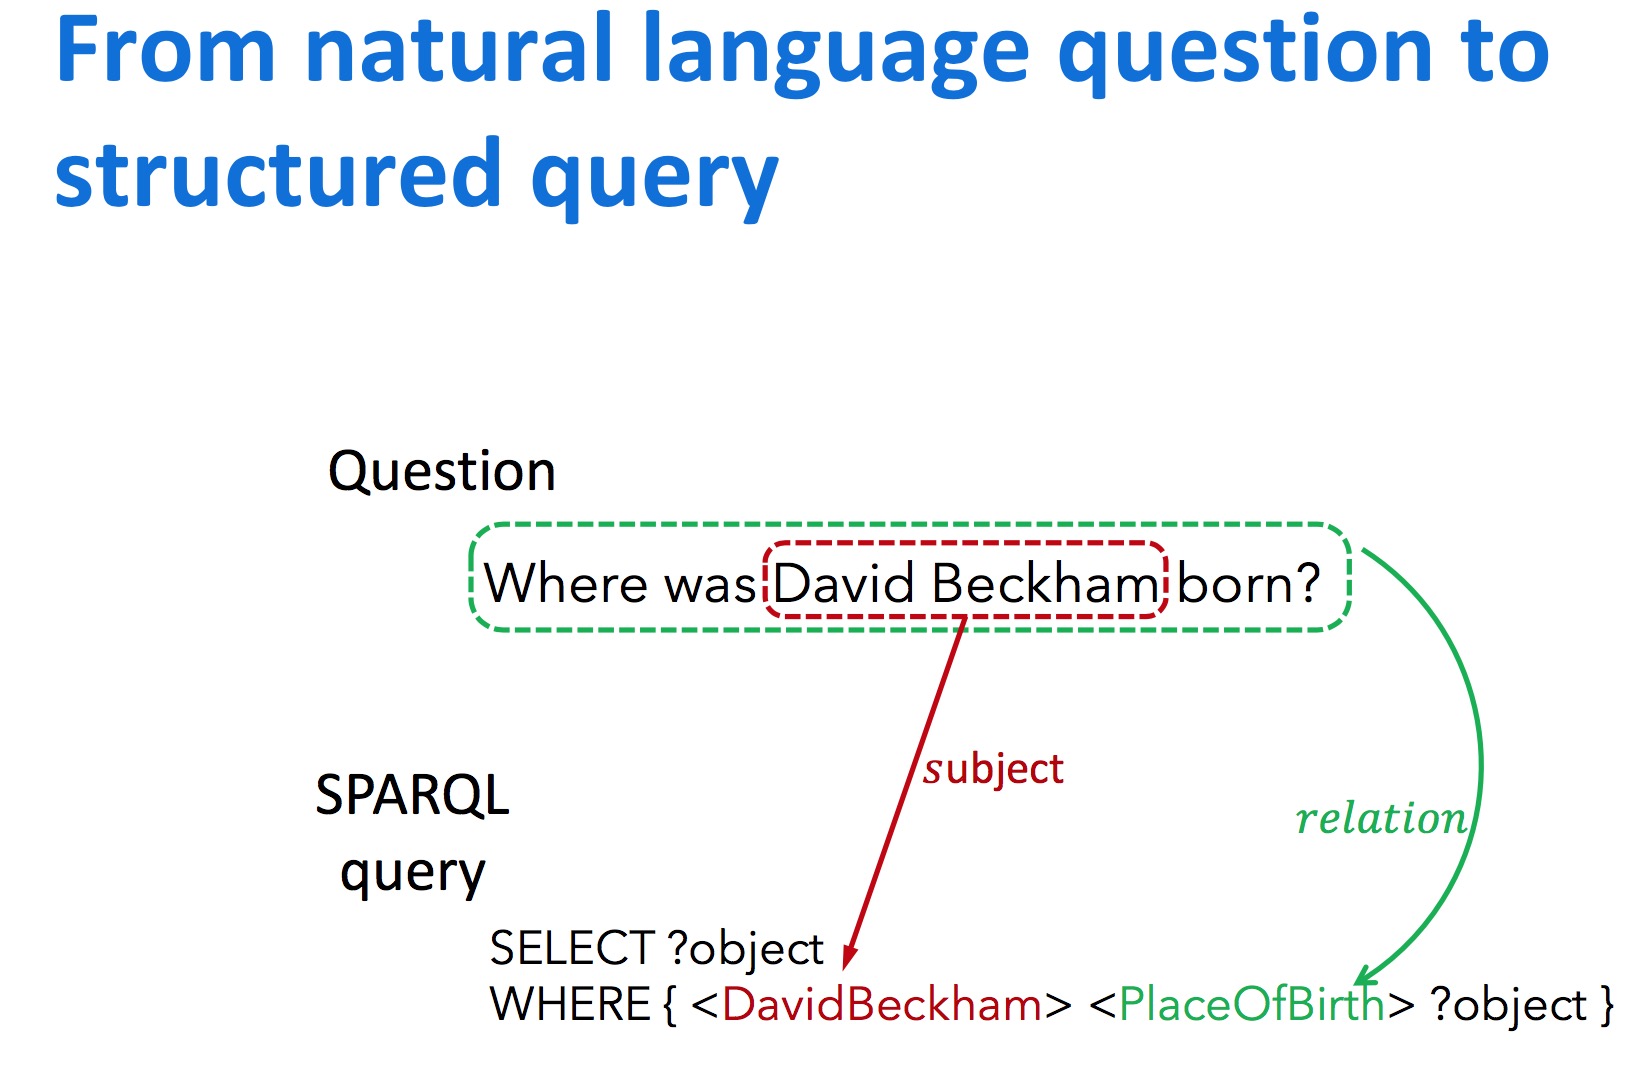 From natural language question to
structured query
Question
Where was David Beckham born?
subject
relation
SPARQL
query
SELECT ?object
WHERE { <DavidBeckham> <PlaceOfBirth> ?object }